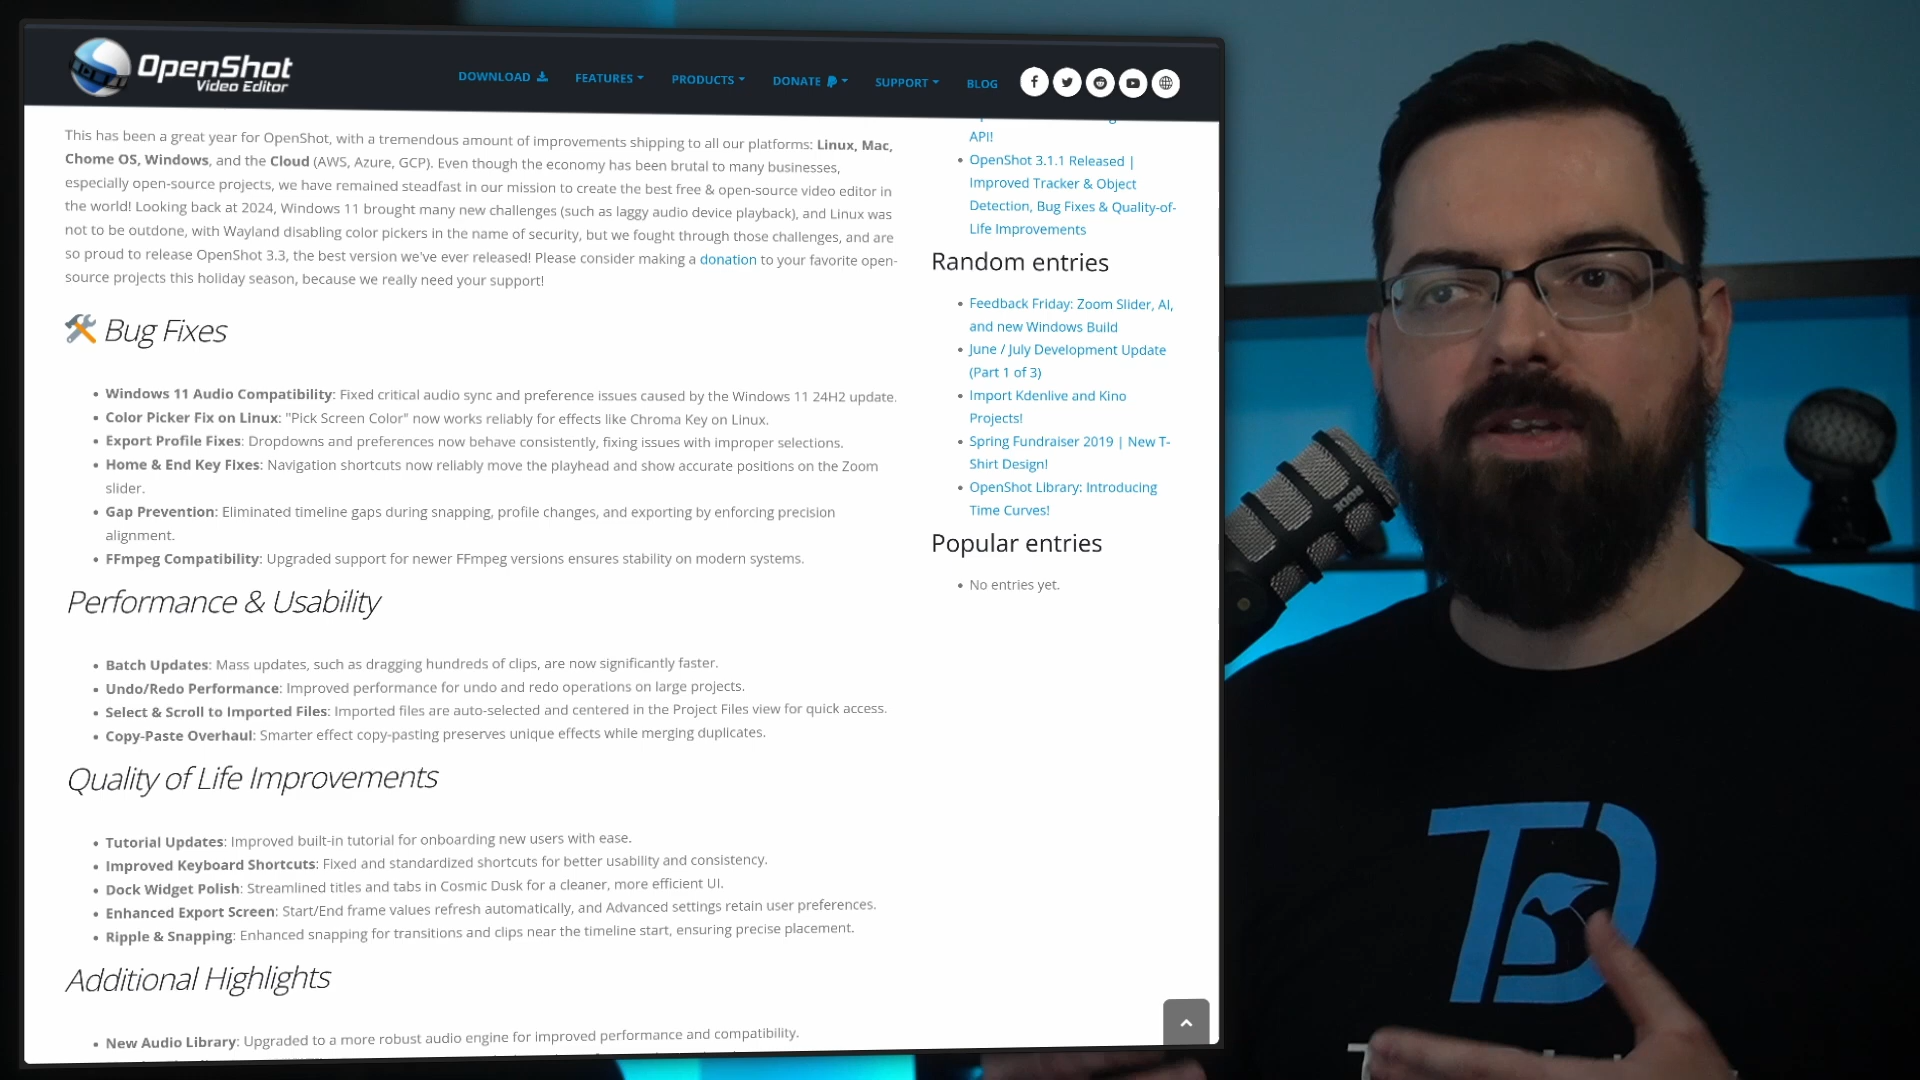 OpenShot
Video Editor
DOWNLOAD
FEATURES
PRODUCTS
DONATE
SUPPORT
BLOG
This has been a great year for OpenShot, with a tremendous amount of improvements shipping to all our platforms: Linux, Mac,
Chome OS, Windows, and the Cloud (AWS, Azure, GCP). Even though the economy has been brutal to many businesses,
especially open-source projects, we have remained steadfast in our mission to create the best free & open-source video editor in
the world! Looking back at 2024, Windows 11 brought many new challenges (such as laggy audio device playback), and Linux was
not to be outdone, with Wayland disabling color pickers in the name of security, but we fought through those challenges, and are
so proud to release OpenShot 3.3, the best version we've ever released! Please consider making a donation to your favorite open-
source projects this holiday season, because we really need your support!
Bug Fixes
• Windows 11 Audio Compatibility: Fixed critical audio sync and preference issues caused by the Windows 11 24H2 update.
• Color Picker Fix on Linux: "Pick Screen Color" now works reliably for effects like Chroma Key on Linux.
• Export Profile Fixes: Dropdowns and preferences now behave consistently, fixing issues with improper selections.
• Home & End Key Fixes: Navigation shortcuts now reliably move the playhead and show accurate positions on the Zoom
slider.
• Gap Prevention: Eliminated timeline gaps during snapping, profile changes, and exporting by enforcing precision
alignment.
• FFmpeg Compatibility: Upgraded support for newer FFmpeg versions ensures stability on modern systems.
Performance & Usability
• Batch Updates: Mass updates, such as dragging hundreds of clips, are now significantly faster.
• Undo/Redo Performance: Improved performance for undo and redo operations on large projects.
• Select & Scroll to Imported Files: Imported files are auto-selected and centered in the Project Files view for quick access.
• Copy-Paste Overhaul: Smarter effect copy-pasting preserves unique effects while merging duplicates.
Quality of Life Improvements
• Tutorial Updates: Improved built-in tutorial for onboarding new users with ease.
• Improved Keyboard Shortcuts: Fixed and standardized shortcuts for better usability and consistency.
• Dock Widget Polish: Streamlined titles and tabs in Cosmic Dusk for a cleaner, more efficient UI.
• Enhanced Export Screen: Start/End frame values refresh automatically, and Advanced settings retain user preferences.
• Ripple & Snapping: Enhanced snapping for transitions and clips near the timeline start, ensuring precise placement.
Additional Highlights
• New Audio Library: Upgraded to a more robust audio engine for improved performance and compatibility.
API!
• OpenShot 3.1.1 Released |
Improved Tracker & Object
Detection, Bug Fixes & Quality-of-
Life Improvements
Random entries
• Feedback Friday: Zoom Slider, AI,
and new Windows Build
• June / July Development Update
(Part 1 of 3)
• Import Kdenlive and Kino
Projects!
• Spring Fundraiser 2019 | New T-
Shirt Design!
• OpenShot Library: Introducing
Time Curves!
Popular entries
• No entries yet.
RODE
TD